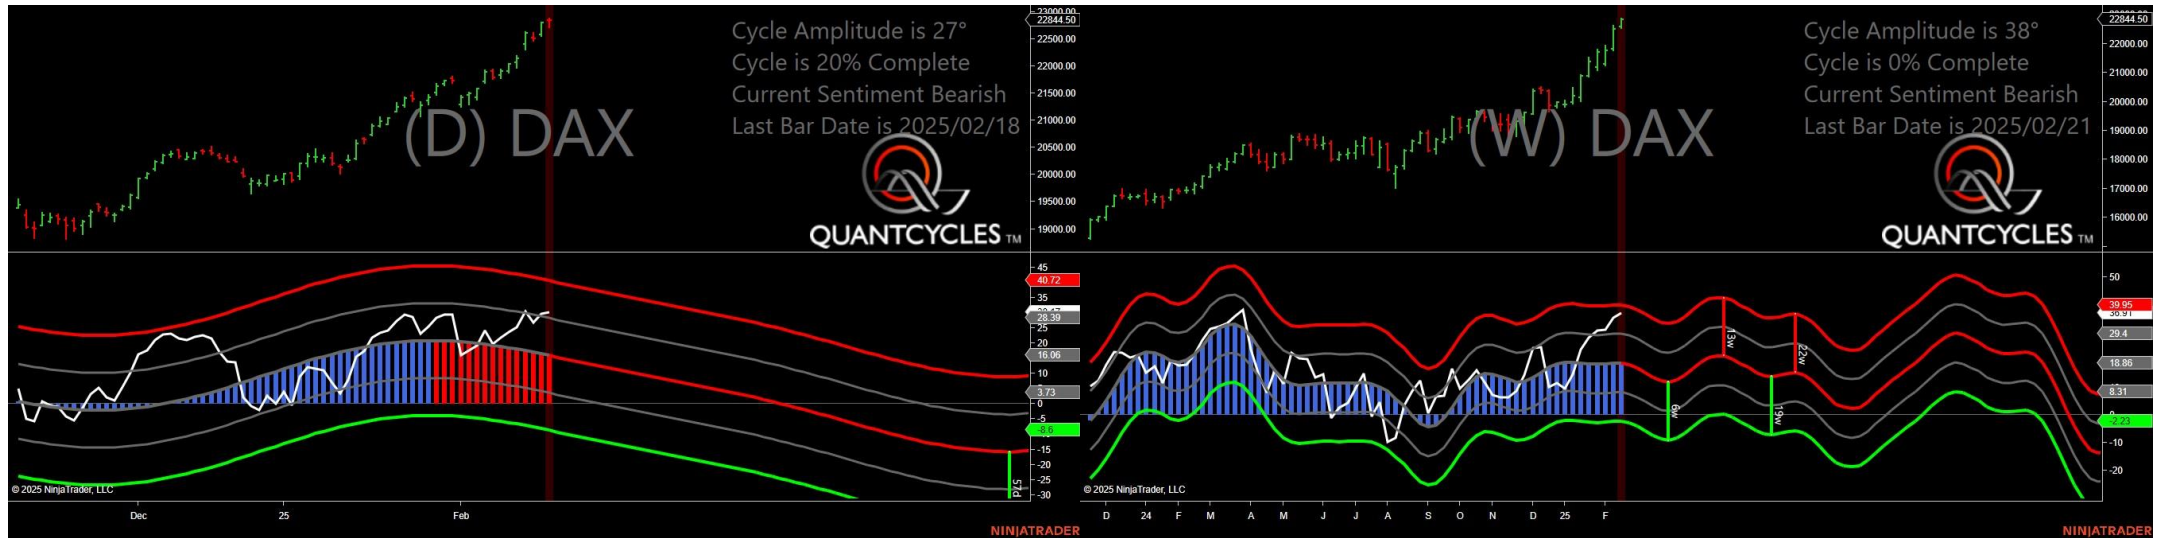 23000.00
22844.50
22500.00
22000.00
21500.00
21000.00
20500.00
20000.00
19500.00
19000.00
Cycle Amplitude is 27°
Cycle is 20% Complete
Current Sentiment Bearish
Last Bar Date is 2025/02/18
(D) DAX
QUANTCYCLES TM
45
40.72
35
28.39
25
20
16.06
10
3.73
0
-5
-8.6
-15
-20
-25
-30
57d
© 2025 NinjaTrader, LLC
Dec
25
Feb
NINJATRADER
22844.50
22000.00
21000.00
20000.00
19000.00
18000.00
17000.00
16000.00
Cycle Amplitude is 38°
Cycle is 0% Complete
Current Sentiment Bearish
Last Bar Date is 2025/02/21
(W) DAX
QUANTCYCLES TM
50
39.95
36.91
29.4
18.86
8.31
-2.23
-10
-20
6w
13w
19w
22w
© 2025 NinjaTrader, LLC
D
24
F
M
A
M
J
J
A
S
O
N
D
25
F
NINJATRADER